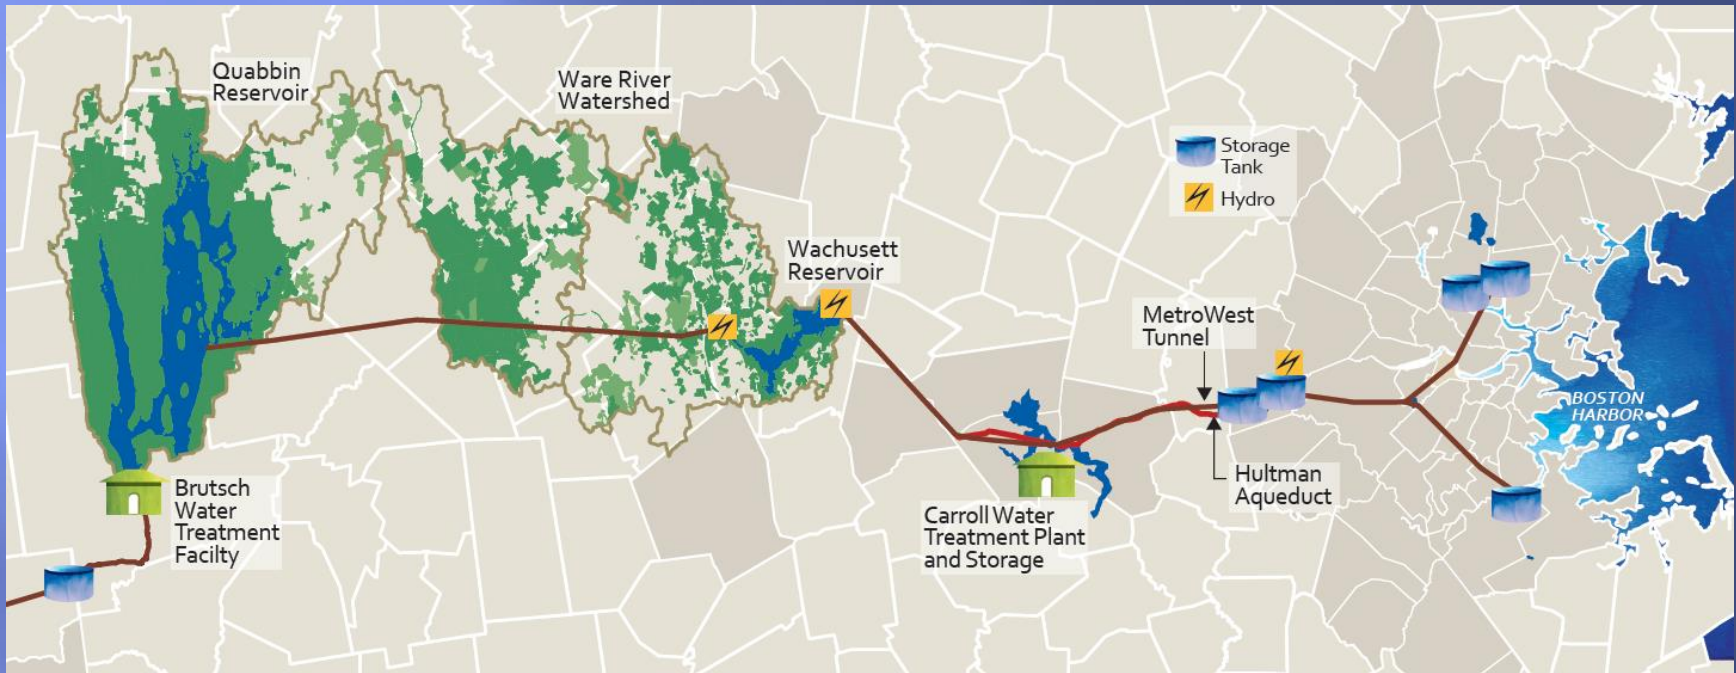 Quabbin
Reservoir
Ware River
Watershed
Storage
Tank
Hydro
Wachusett
Reservoir
MetroWest
Tunnel
BOSTON
HARBOR
Hultman
Aqueduct
Brutsch
Water
Treatment
Facilty
Carroll Water
Treatment Plant
and Storage